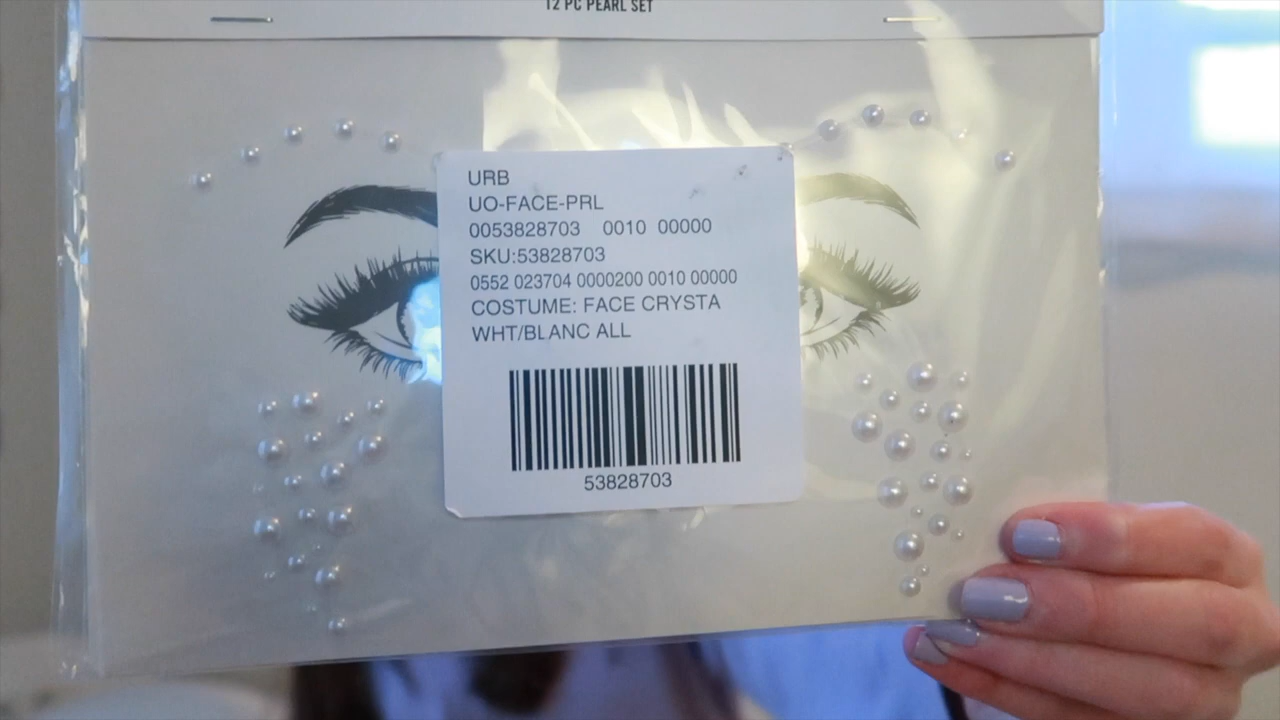 12 PC PEARL SET
URB
UO-FACE-PRL
0053828703 0010 00000
SKU:53828703
0552 023704 0000200 0010 00000
COSTUME: FACE CRYSTA
WHT/BLANC ALL
53828703